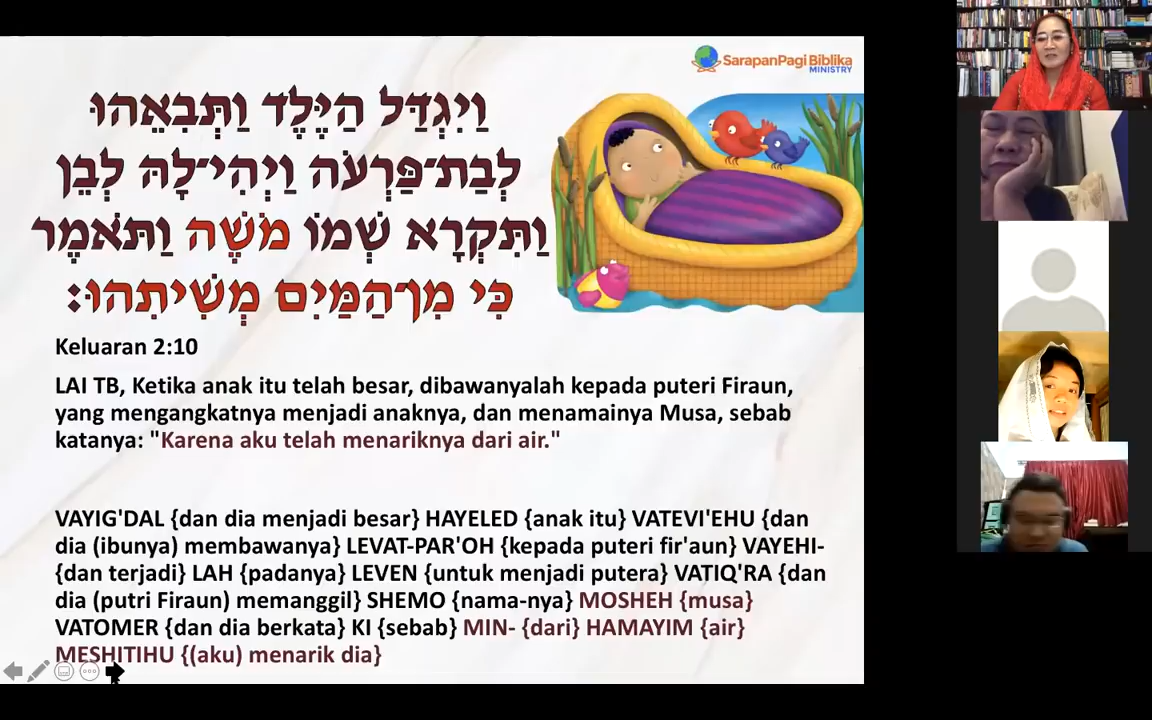 SarapanPagi Biblika
MINISTRY
וַיִגְדַּל הַיֶּלֶד וַתְּבִאֵהוּ
לְבַת־פַּרְעֹה וַיְהִי־לָהּ לְבֵן
וַתִּקְרָא שְׁמוֹ מֹשֶׁה וַתֹּאמֶר
כִּי מִן־הַמַּיִם מְשִׁיתִהוּ׃
Keluaran 2:10
LAI TB, Ketika anak itu telah besar, dibawanyalah kepada puteri Firaun,
yang mengangkatnya menjadi anaknya, dan menamainya Musa, sebab
katanya: "Karena aku telah menariknya dari air."
VAYIG'DAL {dan dia menjadi besar} HAYELED {anak itu} VATEVI'EHU {dan
dia (ibunya) membawanya} LEVAT-PAR'OH {kepada puteri fir'aun} VAYEHI-
{dan terjadi} LAH {padanya} LEVEN {untuk menjadi putera} VATIQ'RA {dan
dia (putri Firaun) memanggil} SHEMO {nama-nya} MOSHEH {musa}
VATOMER {dan dia berkata} KI {sebab} MIN- {dari} HAMAYIM {air}
MESHITIHU {(aku) menarik dia}